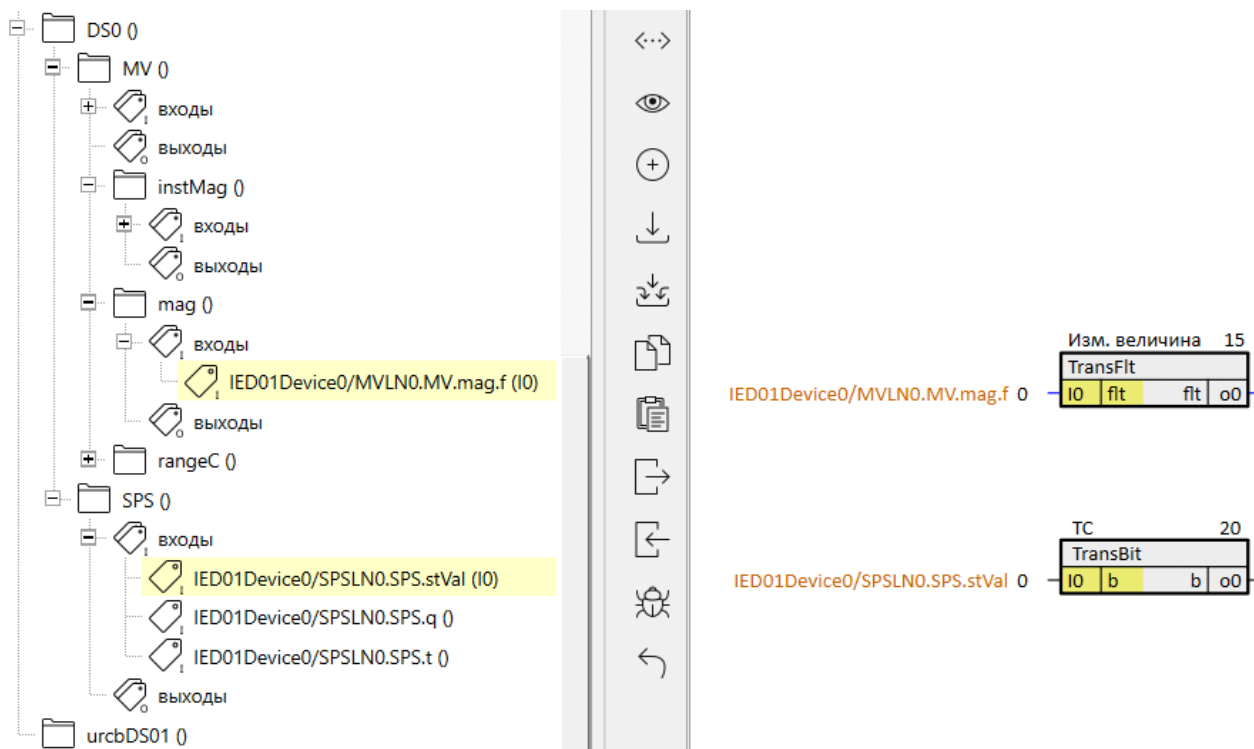 DS0 ()
MV ()
входы
выходы
instMag ()
входы
выходы
mag ()
входы
IED01Device0/MVLN0.MV.mag.f (I0)
выходы
rangeC ()
SPS ()
входы
IED01Device0/SPSLN0.SPS.stVal (I0)
IED01Device0/SPSLN0.SPS.q ()
IED01Device0/SPSLN0.SPS.t ()
выходы
urcbDS01 ()
Изм. величина 15
TransFlt
IED01Device0/MVLN0.MV.mag.f 0 I0 flt flt o0
ТС 20
TransBit
IED01Device0/SPSLN0.SPS.stVal 0 I0 b b o0